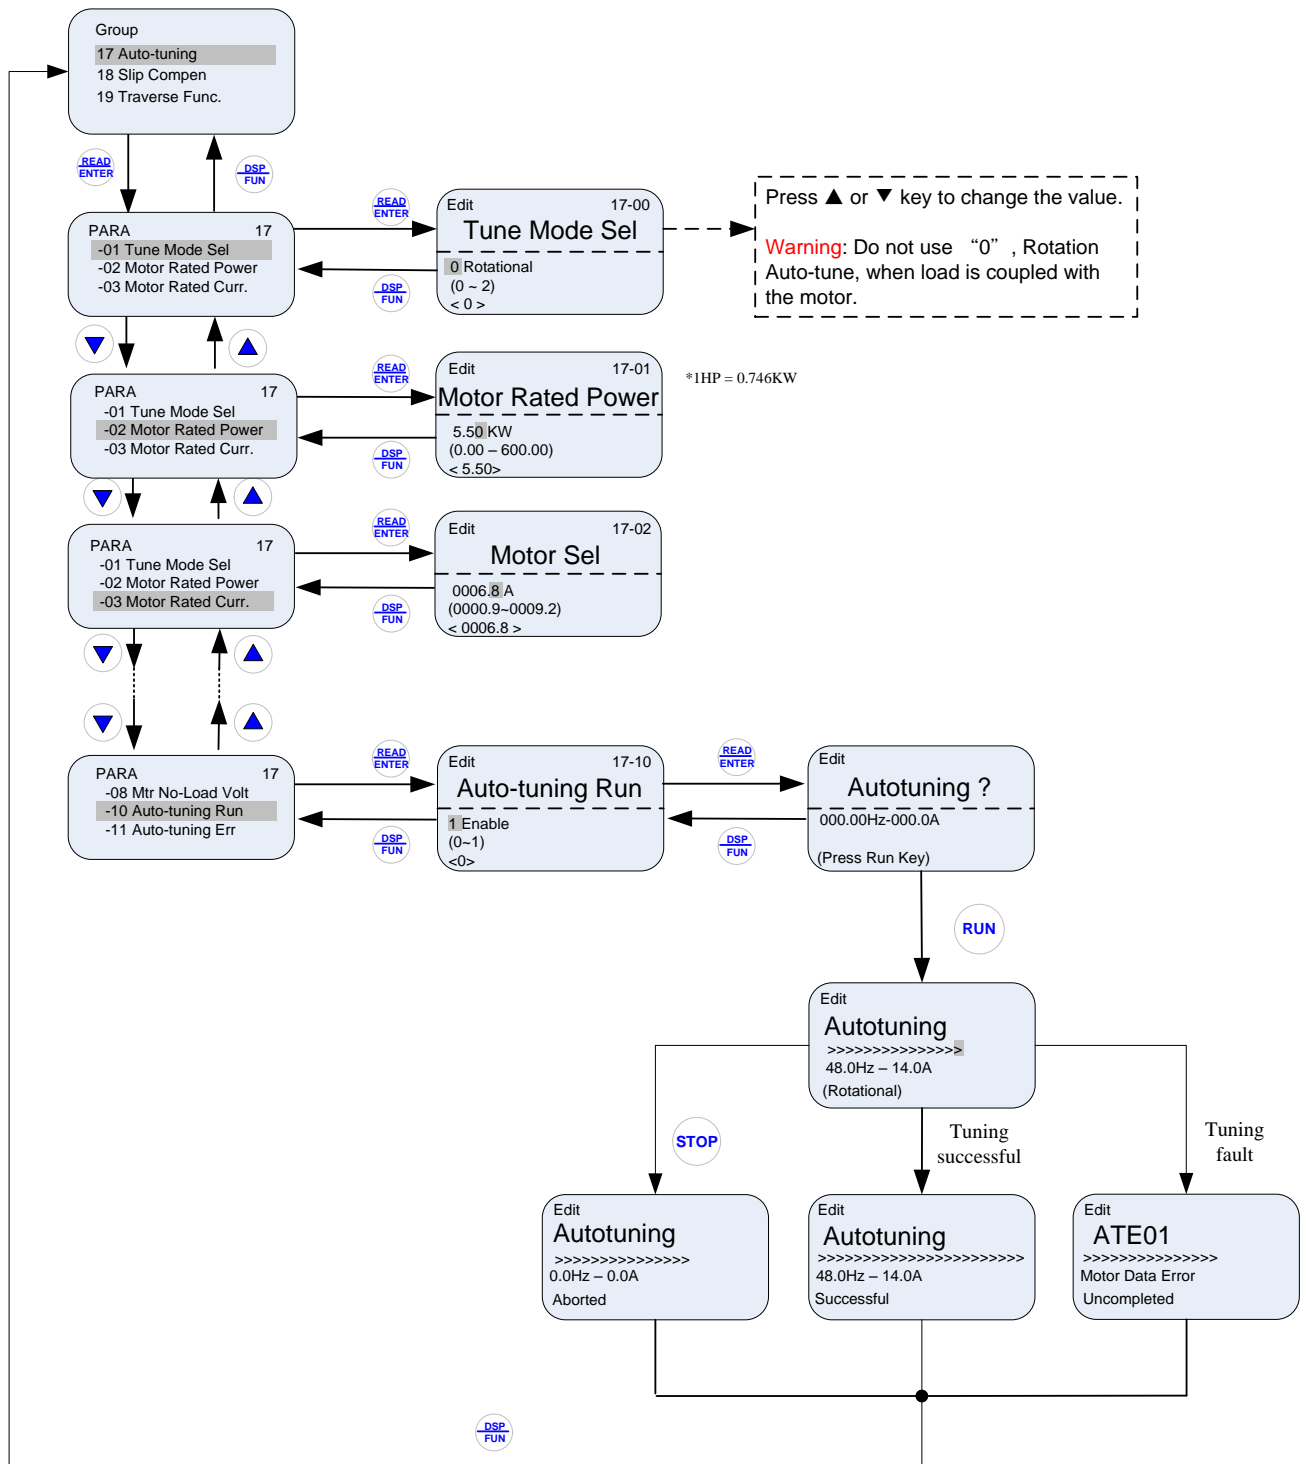 Group
17 Auto-tuning
18 Slip Compen
19 Traverse Func.
READ
ENTER
DSP
FUN
PARA 17
-01 Tune Mode Sel
-02 Motor Rated Power
-03 Motor Rated Curr.
READ
ENTER
DSP
FUN
Edit 17-00
Tune Mode Sel
0 Rotational
(0 ~ 2)
< 0 >
Press ▲ or ▼ key to change the value.
Warning: Do not use “0”, Rotation
Auto-tune, when load is coupled with
the motor.
PARA 17
-01 Tune Mode Sel
-02 Motor Rated Power
-03 Motor Rated Curr.
READ
ENTER
DSP
FUN
Edit 17-01
Motor Rated Power
5.50 KW
(0.00 – 600.00)
< 5.50>
*1HP = 0.746KW
PARA 17
-01 Tune Mode Sel
-02 Motor Rated Power
-03 Motor Rated Curr.
READ
ENTER
DSP
FUN
Edit 17-02
Motor Sel
0006.8 A
(0000.9~0009.2)
< 0006.8 >
PARA 17
-08 Mtr No-Load Volt
-10 Auto-tuning Run
-11 Auto-tuning Err
READ
ENTER
DSP
FUN
Edit 17-10
Auto-tuning Run
1 Enable
(0~1)
<0>
READ
ENTER
DSP
FUN
Edit
Autotuning ?
000.00Hz-000.0A
(Press Run Key)
RUN
Edit
Autotuning
>>>>>>>>>>>>>>>
48.0Hz – 14.0A
(Rotational)
STOP
Tuning
successful
Tuning
fault
Edit
Autotuning
>>>>>>>>>>>>>>>
0.0Hz – 0.0A
Aborted
Edit
Autotuning
>>>>>>>>>>>>>>>>>>>>>>>
48.0Hz – 14.0A
Successful
Edit
ATE01
>>>>>>>>>>>>>>>
Motor Data Error
Uncompleted
DSP
FUN